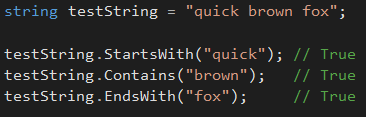 string testString = "quick brown fox";
testString.StartsWith("quick"); // True
testString.Contains("brown");   // True
testString.EndsWith("fox");     // True